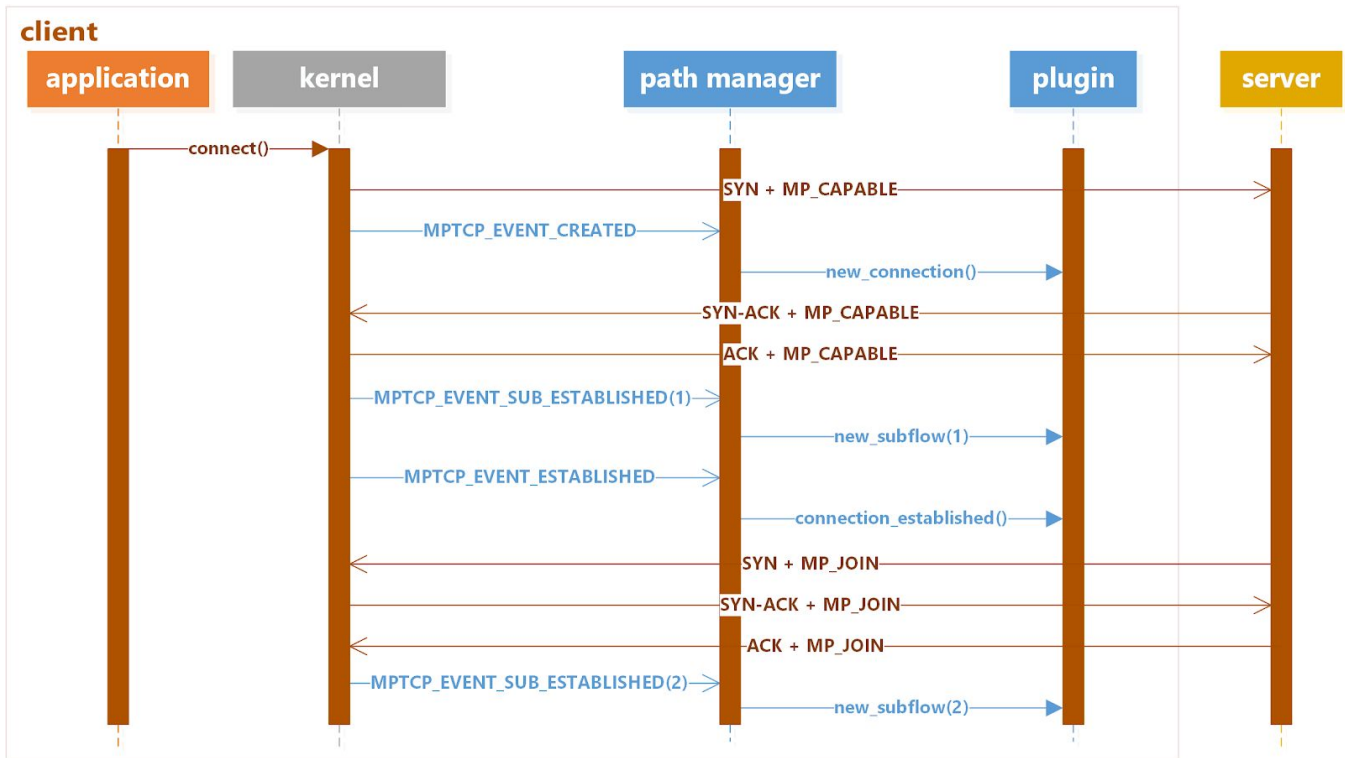 client
application
kernel
path manager
plugin
server
connect()
SYN + MP_CAPABLE
MPTCP_EVENT_CREATED
new_connection()
SYN-ACK + MP_CAPABLE
ACK + MP_CAPABLE
MPTCP_EVENT_SUB_ESTABLISHED(1)
new_subflow(1)
MPTCP_EVENT_ESTABLISHED
connection_established()
SYN + MP_JOIN
SYN-ACK + MP_JOIN
ACK + MP_JOIN
MPTCP_EVENT_SUB_ESTABLISHED(2)
new_subflow(2)